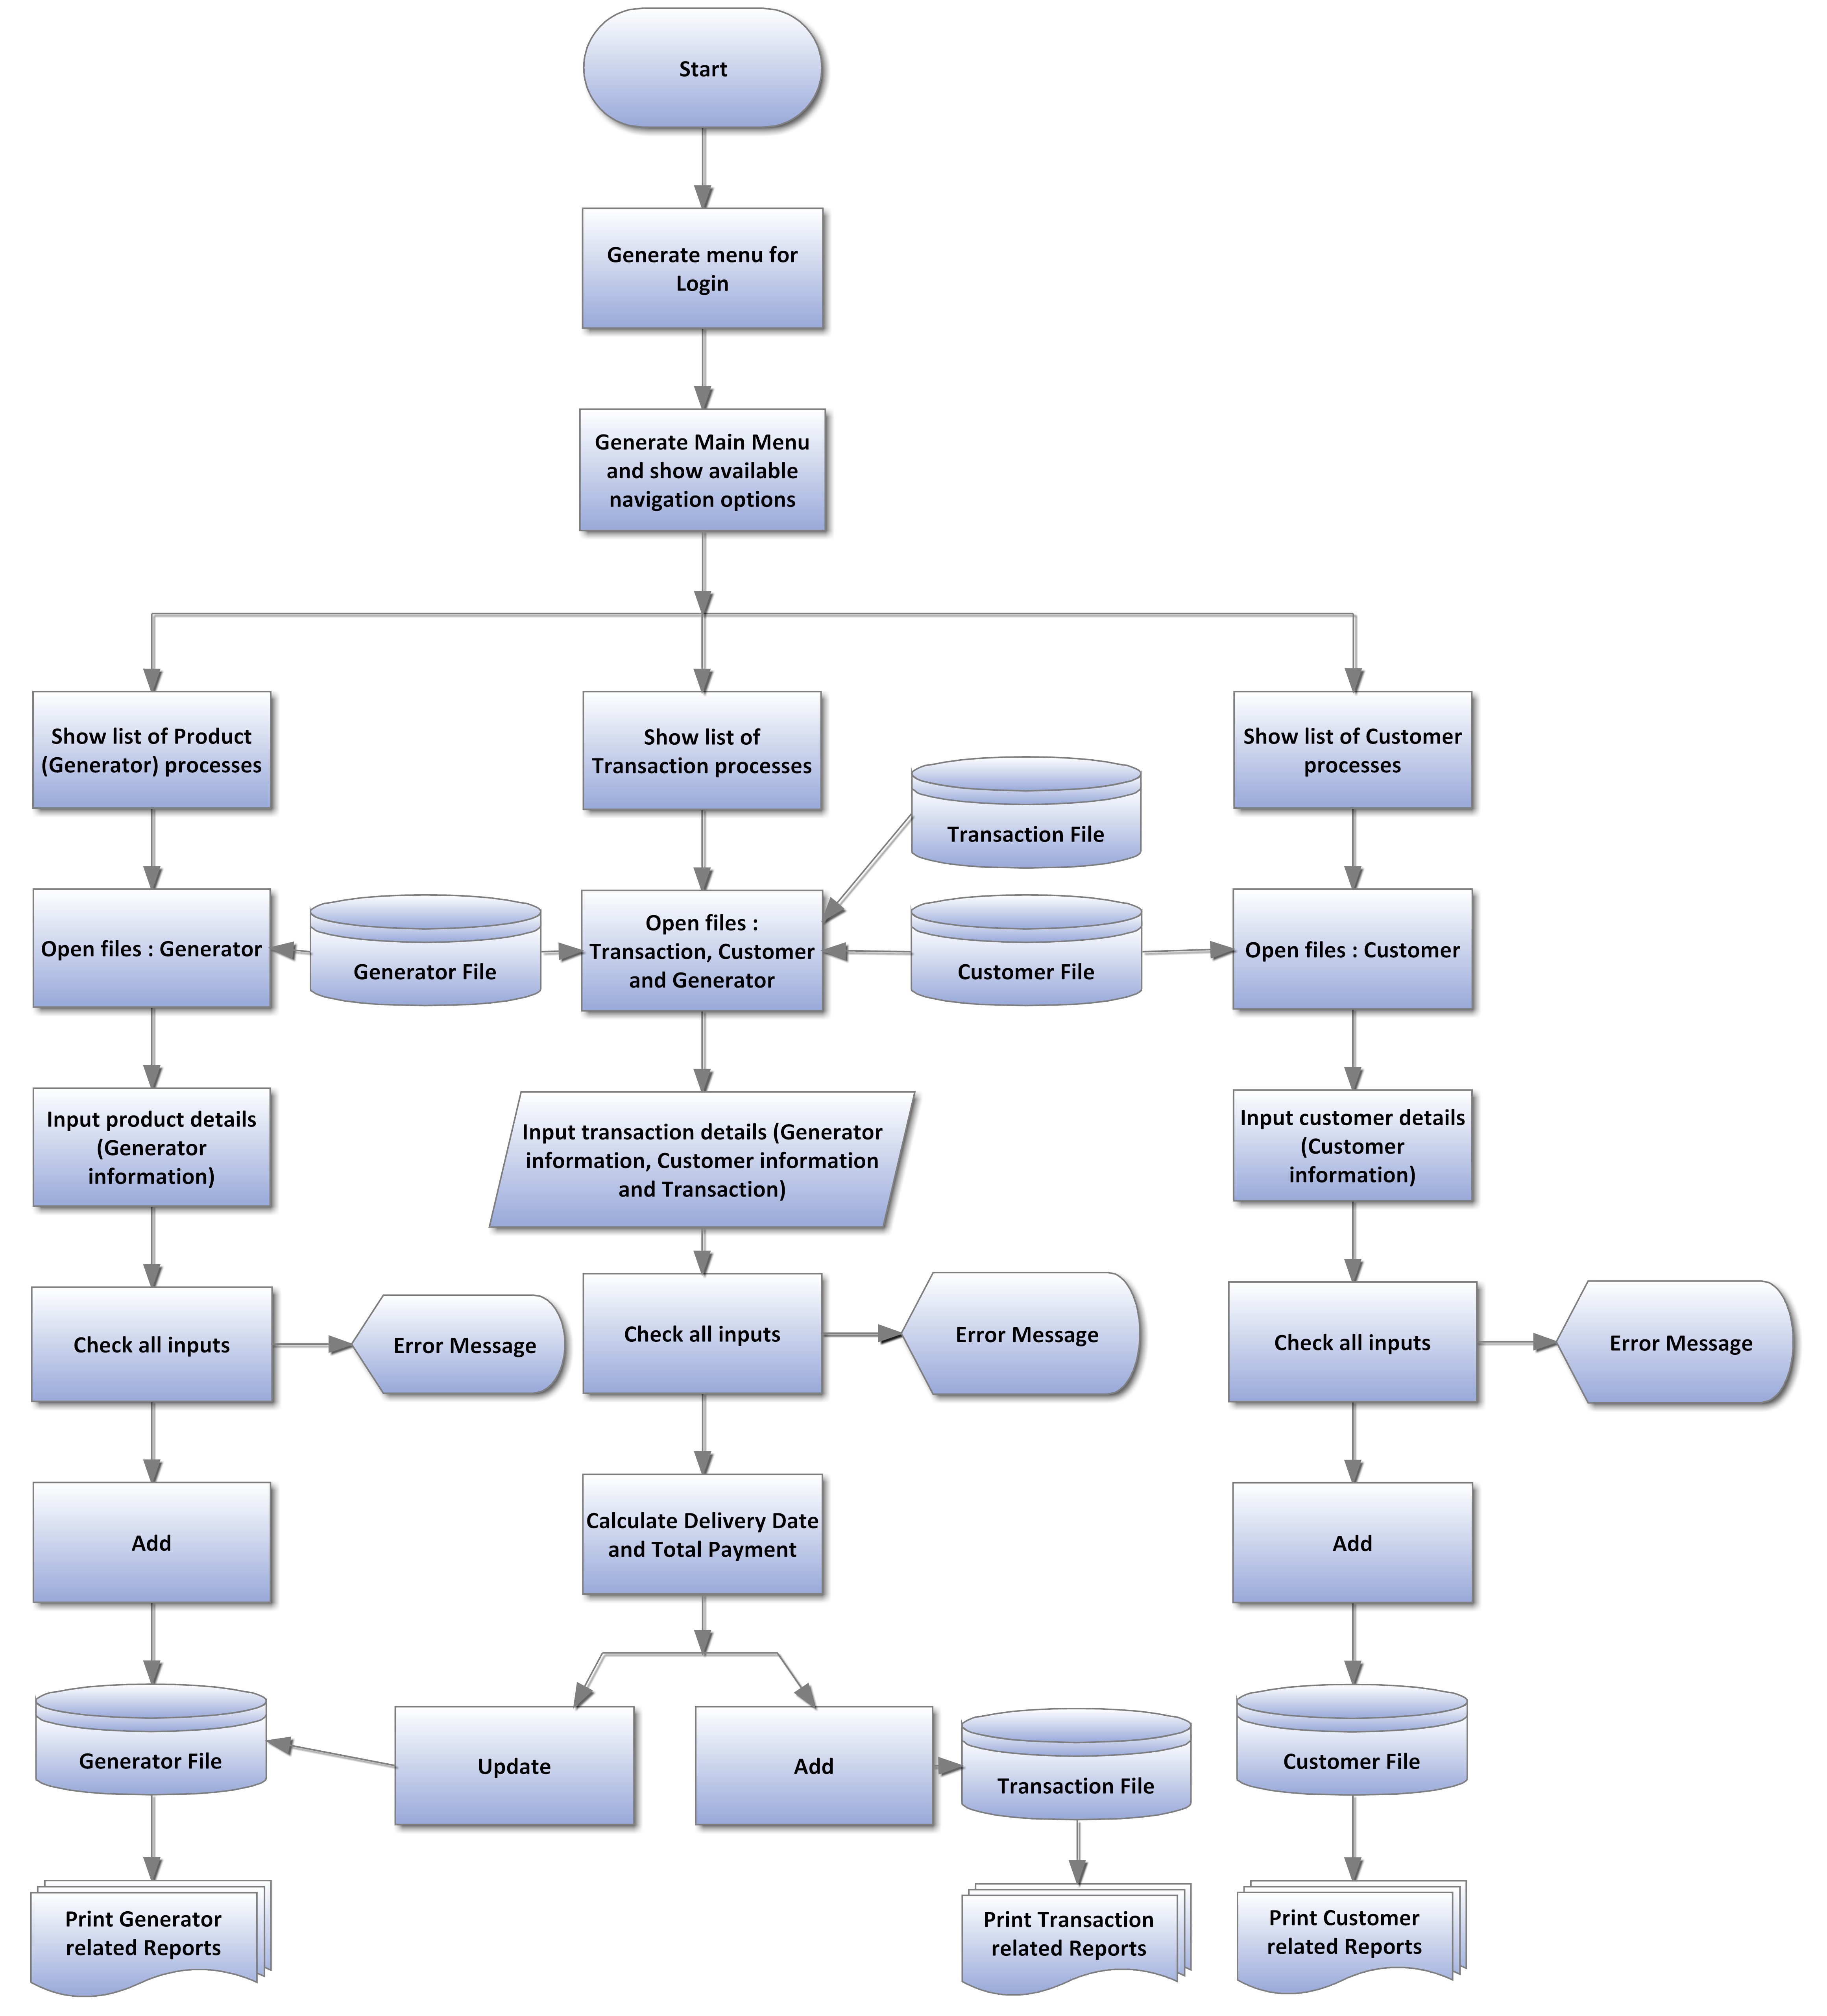 Start
Generate menu for
Login
Generate Main Menu
and show available
navigation options
Show list of Product
(Generator) processes
Show list of
Transaction processes
Show list of Customer
processes
Transaction File
Open files : Generator
Generator File
Open files :
Transaction, Customer
and Generator
Customer File
Open files : Customer
Input product details
(Generator
information)
Input transaction details (Generator
information, Customer information
and Transaction)
Input customer details
(Customer
information)
Check all inputs
Error Message
Check all inputs
Error Message
Check all inputs
Error Message
Add
Calculate Delivery Date
and Total Payment
Add
Generator File
Update
Add
Transaction File
Customer File
Print Generator
related Reports
Print Transaction
related Reports
Print Customer
related Reports